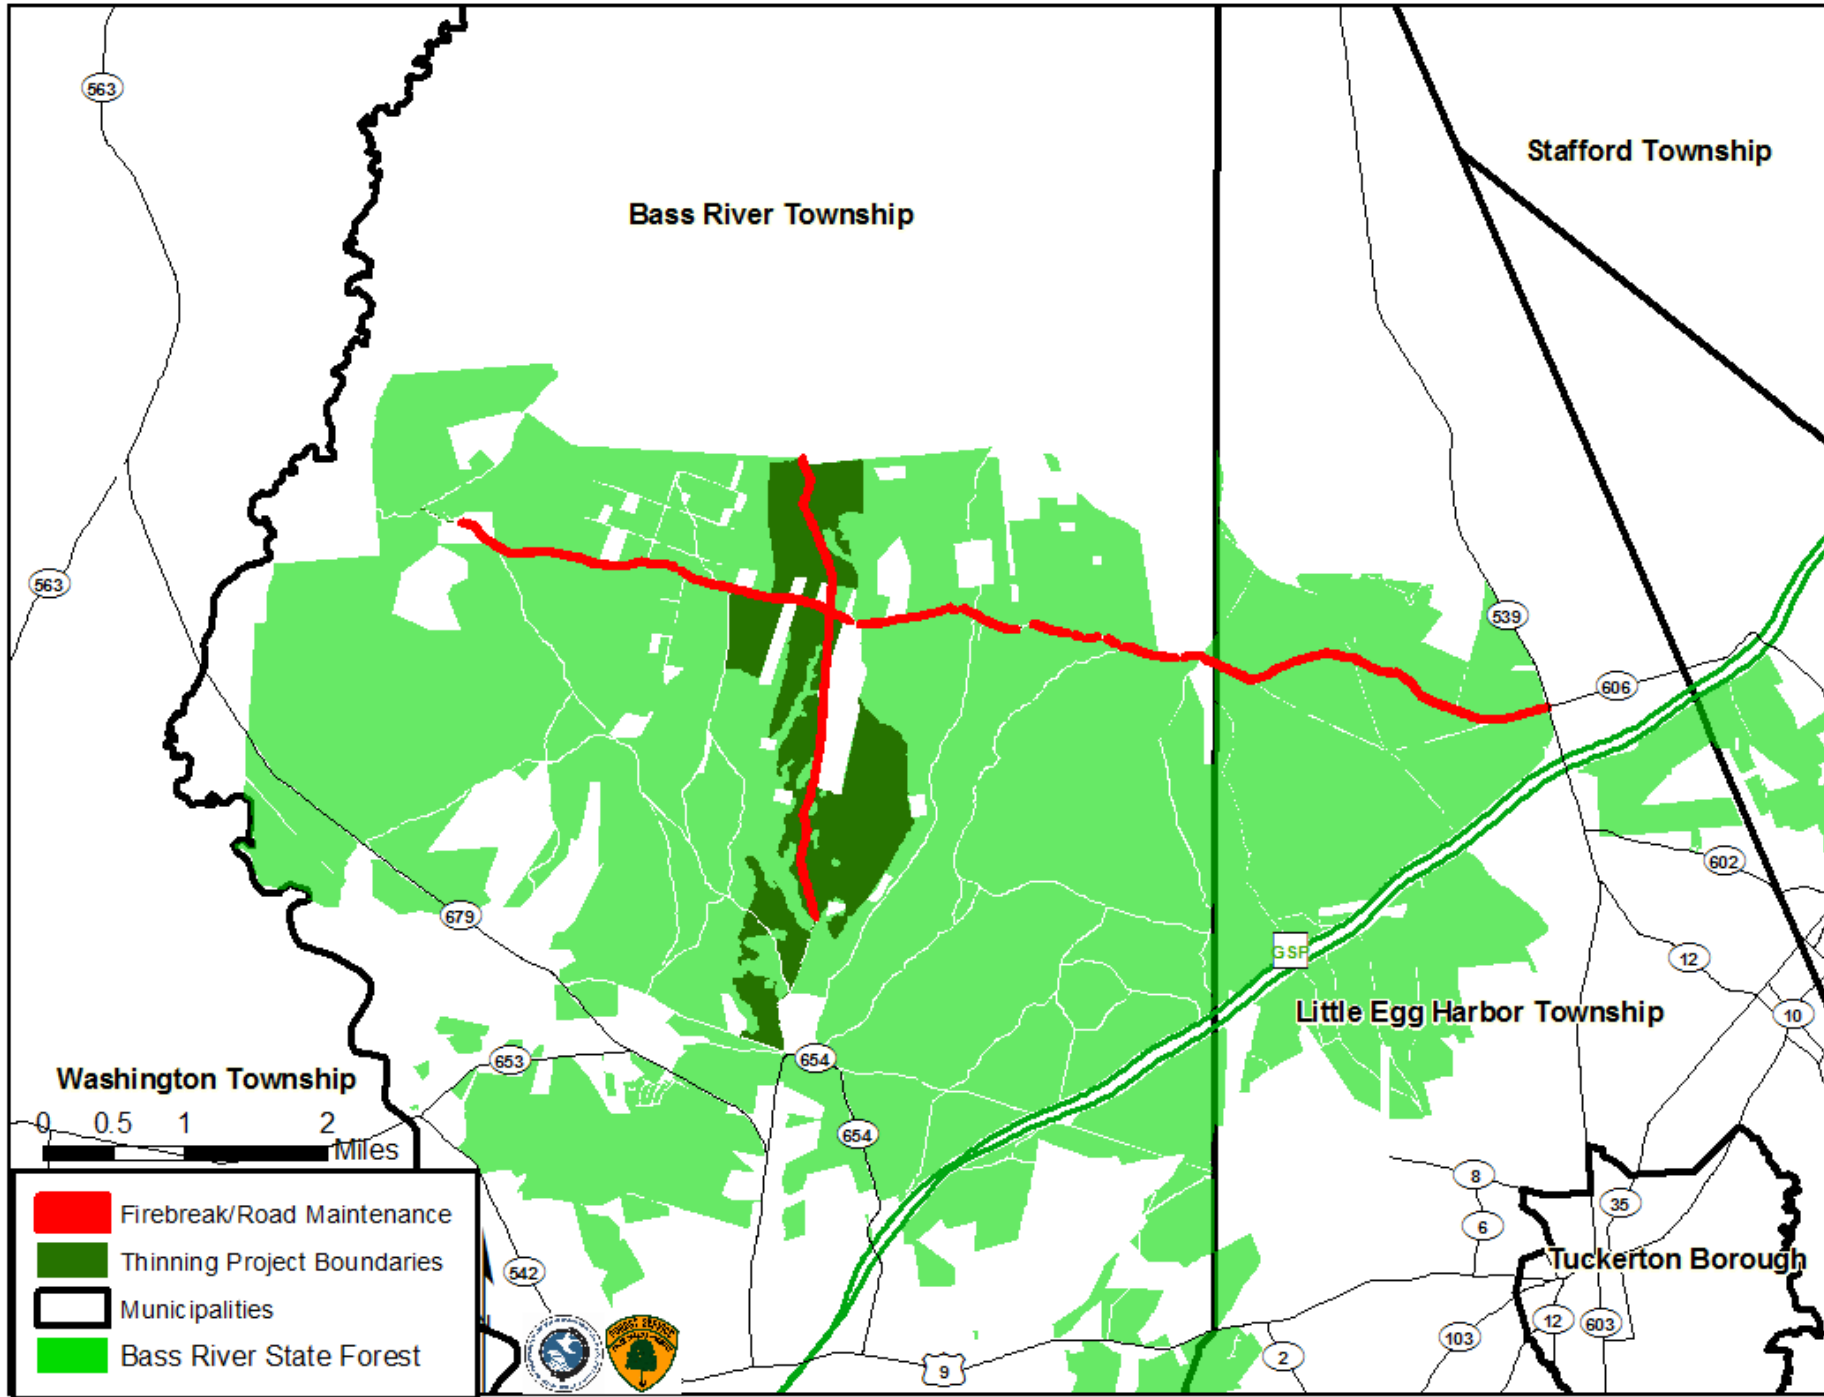 563
Stafford Township
Bass River Township
563
539
606
602
679
GSP
12
Little Egg Harbor Township
10
653
654
Washington Township
0 0.5 1 2
Miles
654
8
35
6
Firebreak/Road Maintenance
Thinning Project Boundaries
Tuckerton Borough
542
Municipalities
12
603
103
Bass River State Forest
FOREST SERVICE
9
2